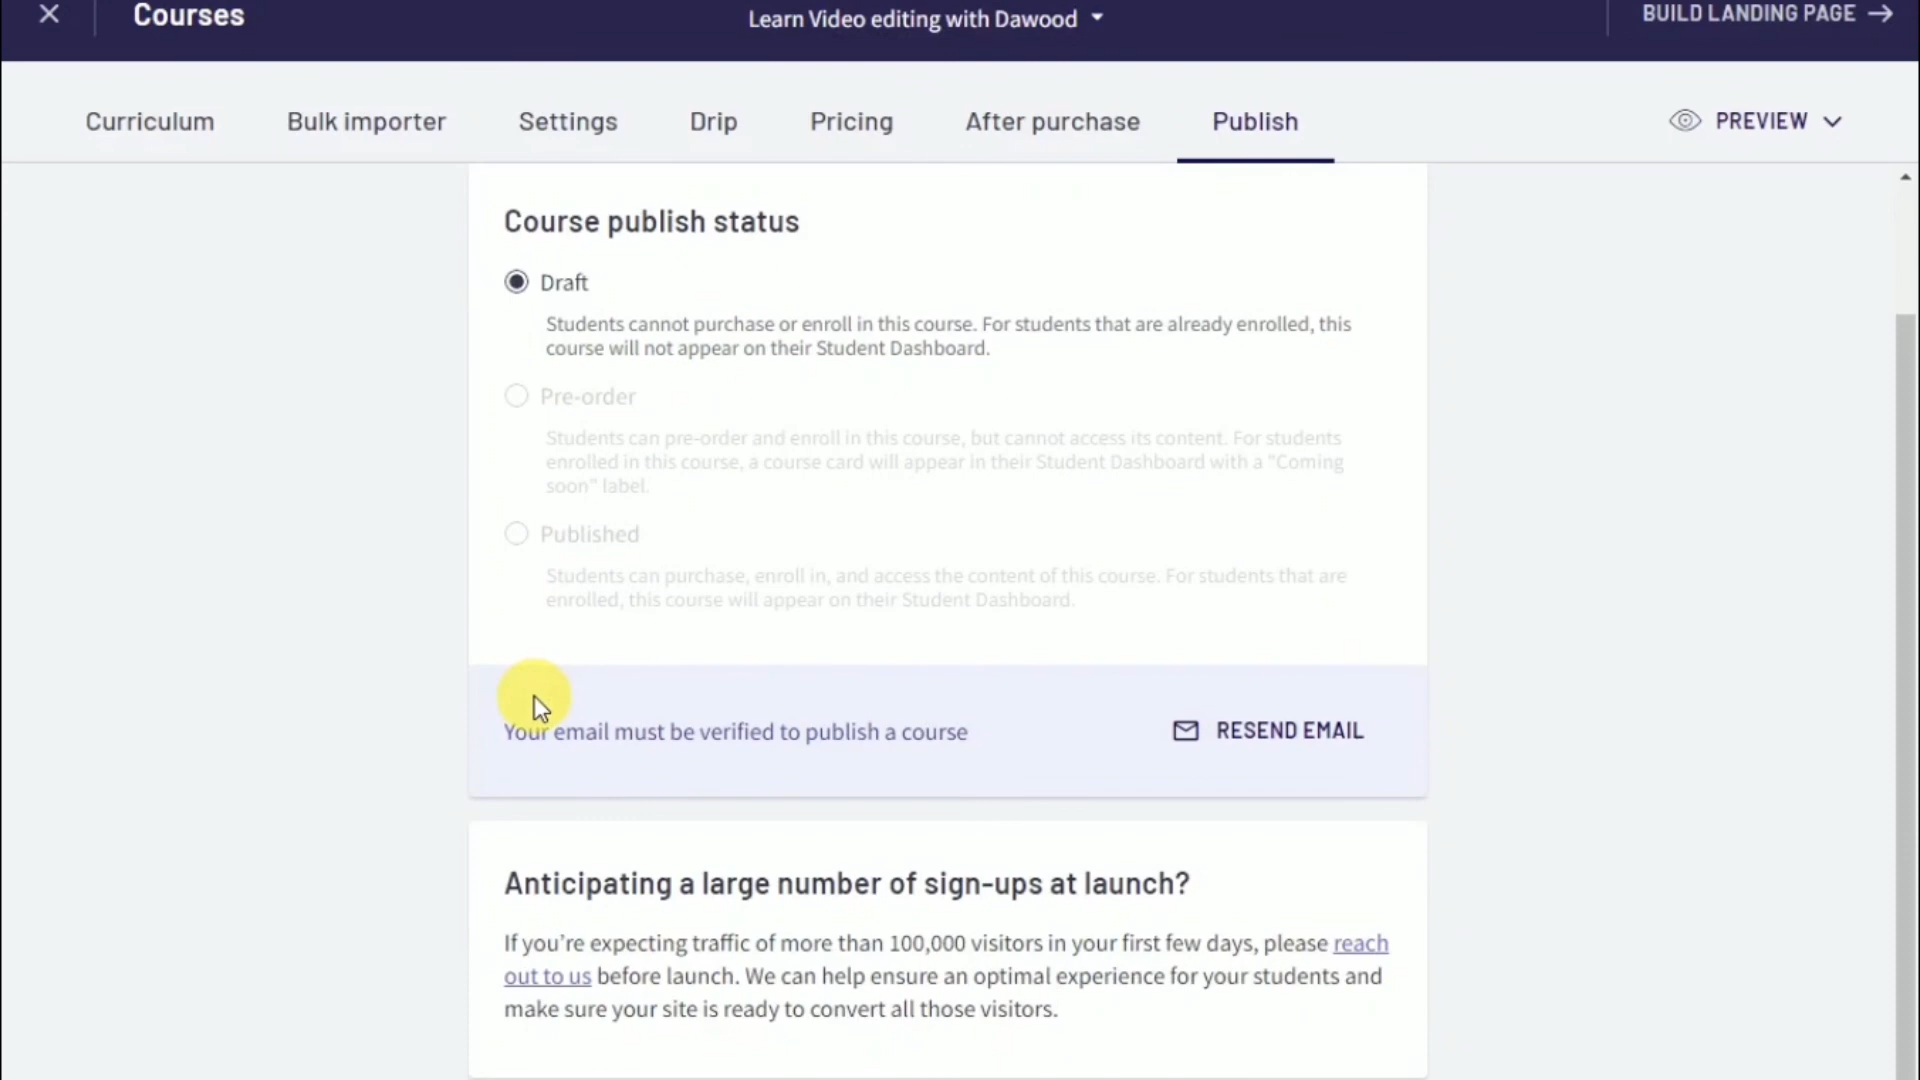 Courses
Learn Video editing with Dawood
BUILD LANDING PAGE
Curriculum
Bulk importer
Settings
Drip
Pricing
After purchase
Publish
PREVIEW
Course publish status
Draft
Students cannot purchase or enroll in this course. For students that are already enrolled, this
course will not appear on their Student Dashboard.
Pre-order
Students can pre-order and enroll in this course, but cannot access its content. For students
enrolled in this course, a course card will appear in their Student Dashboard with a "Coming
soon" label.
Published
Students can purchase, enroll in, and access the content of this course. For students that are
enrolled, this course will appear on their Student Dashboard.
Your email must be verified to publish a course
RESEND EMAIL
Anticipating a large number of sign-ups at launch?
If you're expecting traffic of more than 100,000 visitors in your first few days, please reach
out to us before launch. We can help ensure an optimal experience for your students and
make sure your site is ready to convert all those visitors.